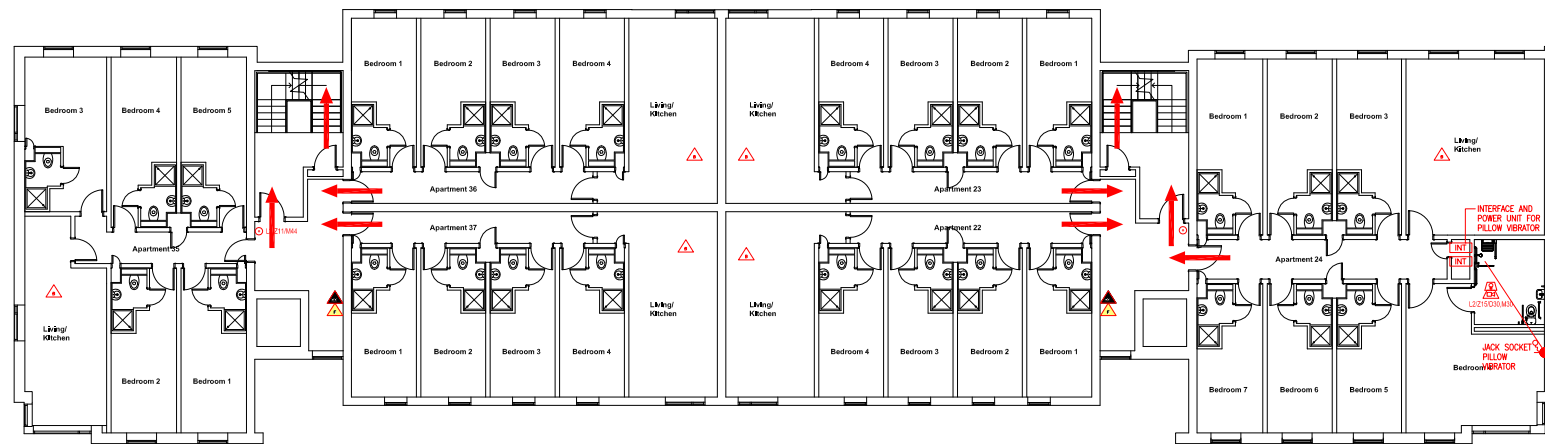 Bedroom 1
Bedroom 2
Bedroom 3
Bedroom 4
Living/
Kitchen
Living/
Kitchen
Bedroom 4
Bedroom 3
Bedroom 2
Bedroom 1
Bedroom 3
Bedroom 4
Bedroom 5
Bedroom 1
Bedroom 2
Bedroom 3
Living/
Kitchen
Apartment 36
Apartment 23
Apartment 35
Apartment 37
Apartment 22
Apartment 24
INTERFACE AND
POWER UNIT FOR
PILLOW VIBRATOR
INT
INT
B
B
B
B
B
B
F
F
L2/Z15/O30,M30
Living/
Kitchen
Living/
Kitchen
Living/
Kitchen
Bedroom 2
Bedroom 1
Bedroom 1
Bedroom 2
Bedroom 3
Bedroom 4
Bedroom 4
Bedroom 3
Bedroom 2
Bedroom 1
Bedroom 7
Bedroom 6
Bedroom 5
Bedroom
JACK SOCKET
PILLOW
VIBRATOR